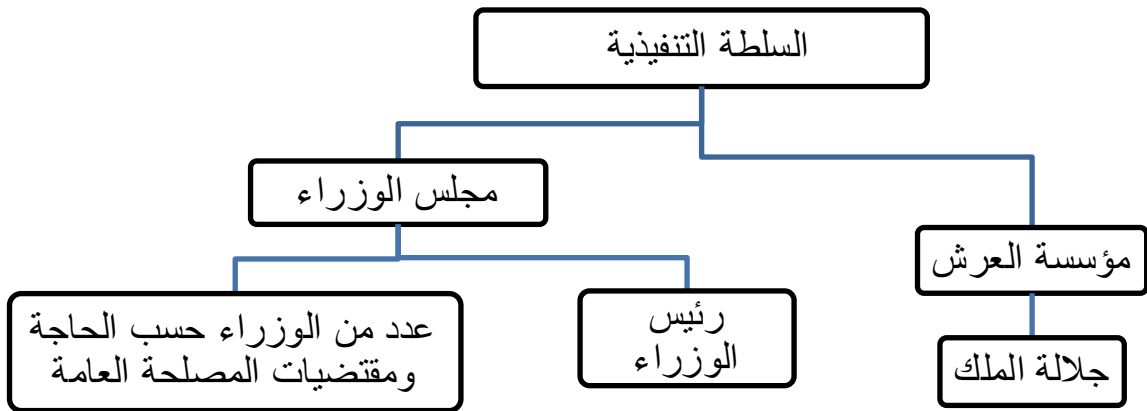 السلطة التنفيذية
مجلس الوزراء
مؤسسة العرش
عدد من الوزراء حسب الحاجة
ومقتضيات المصلحة العامة
رئيس
الوزراء
جلالة الملك